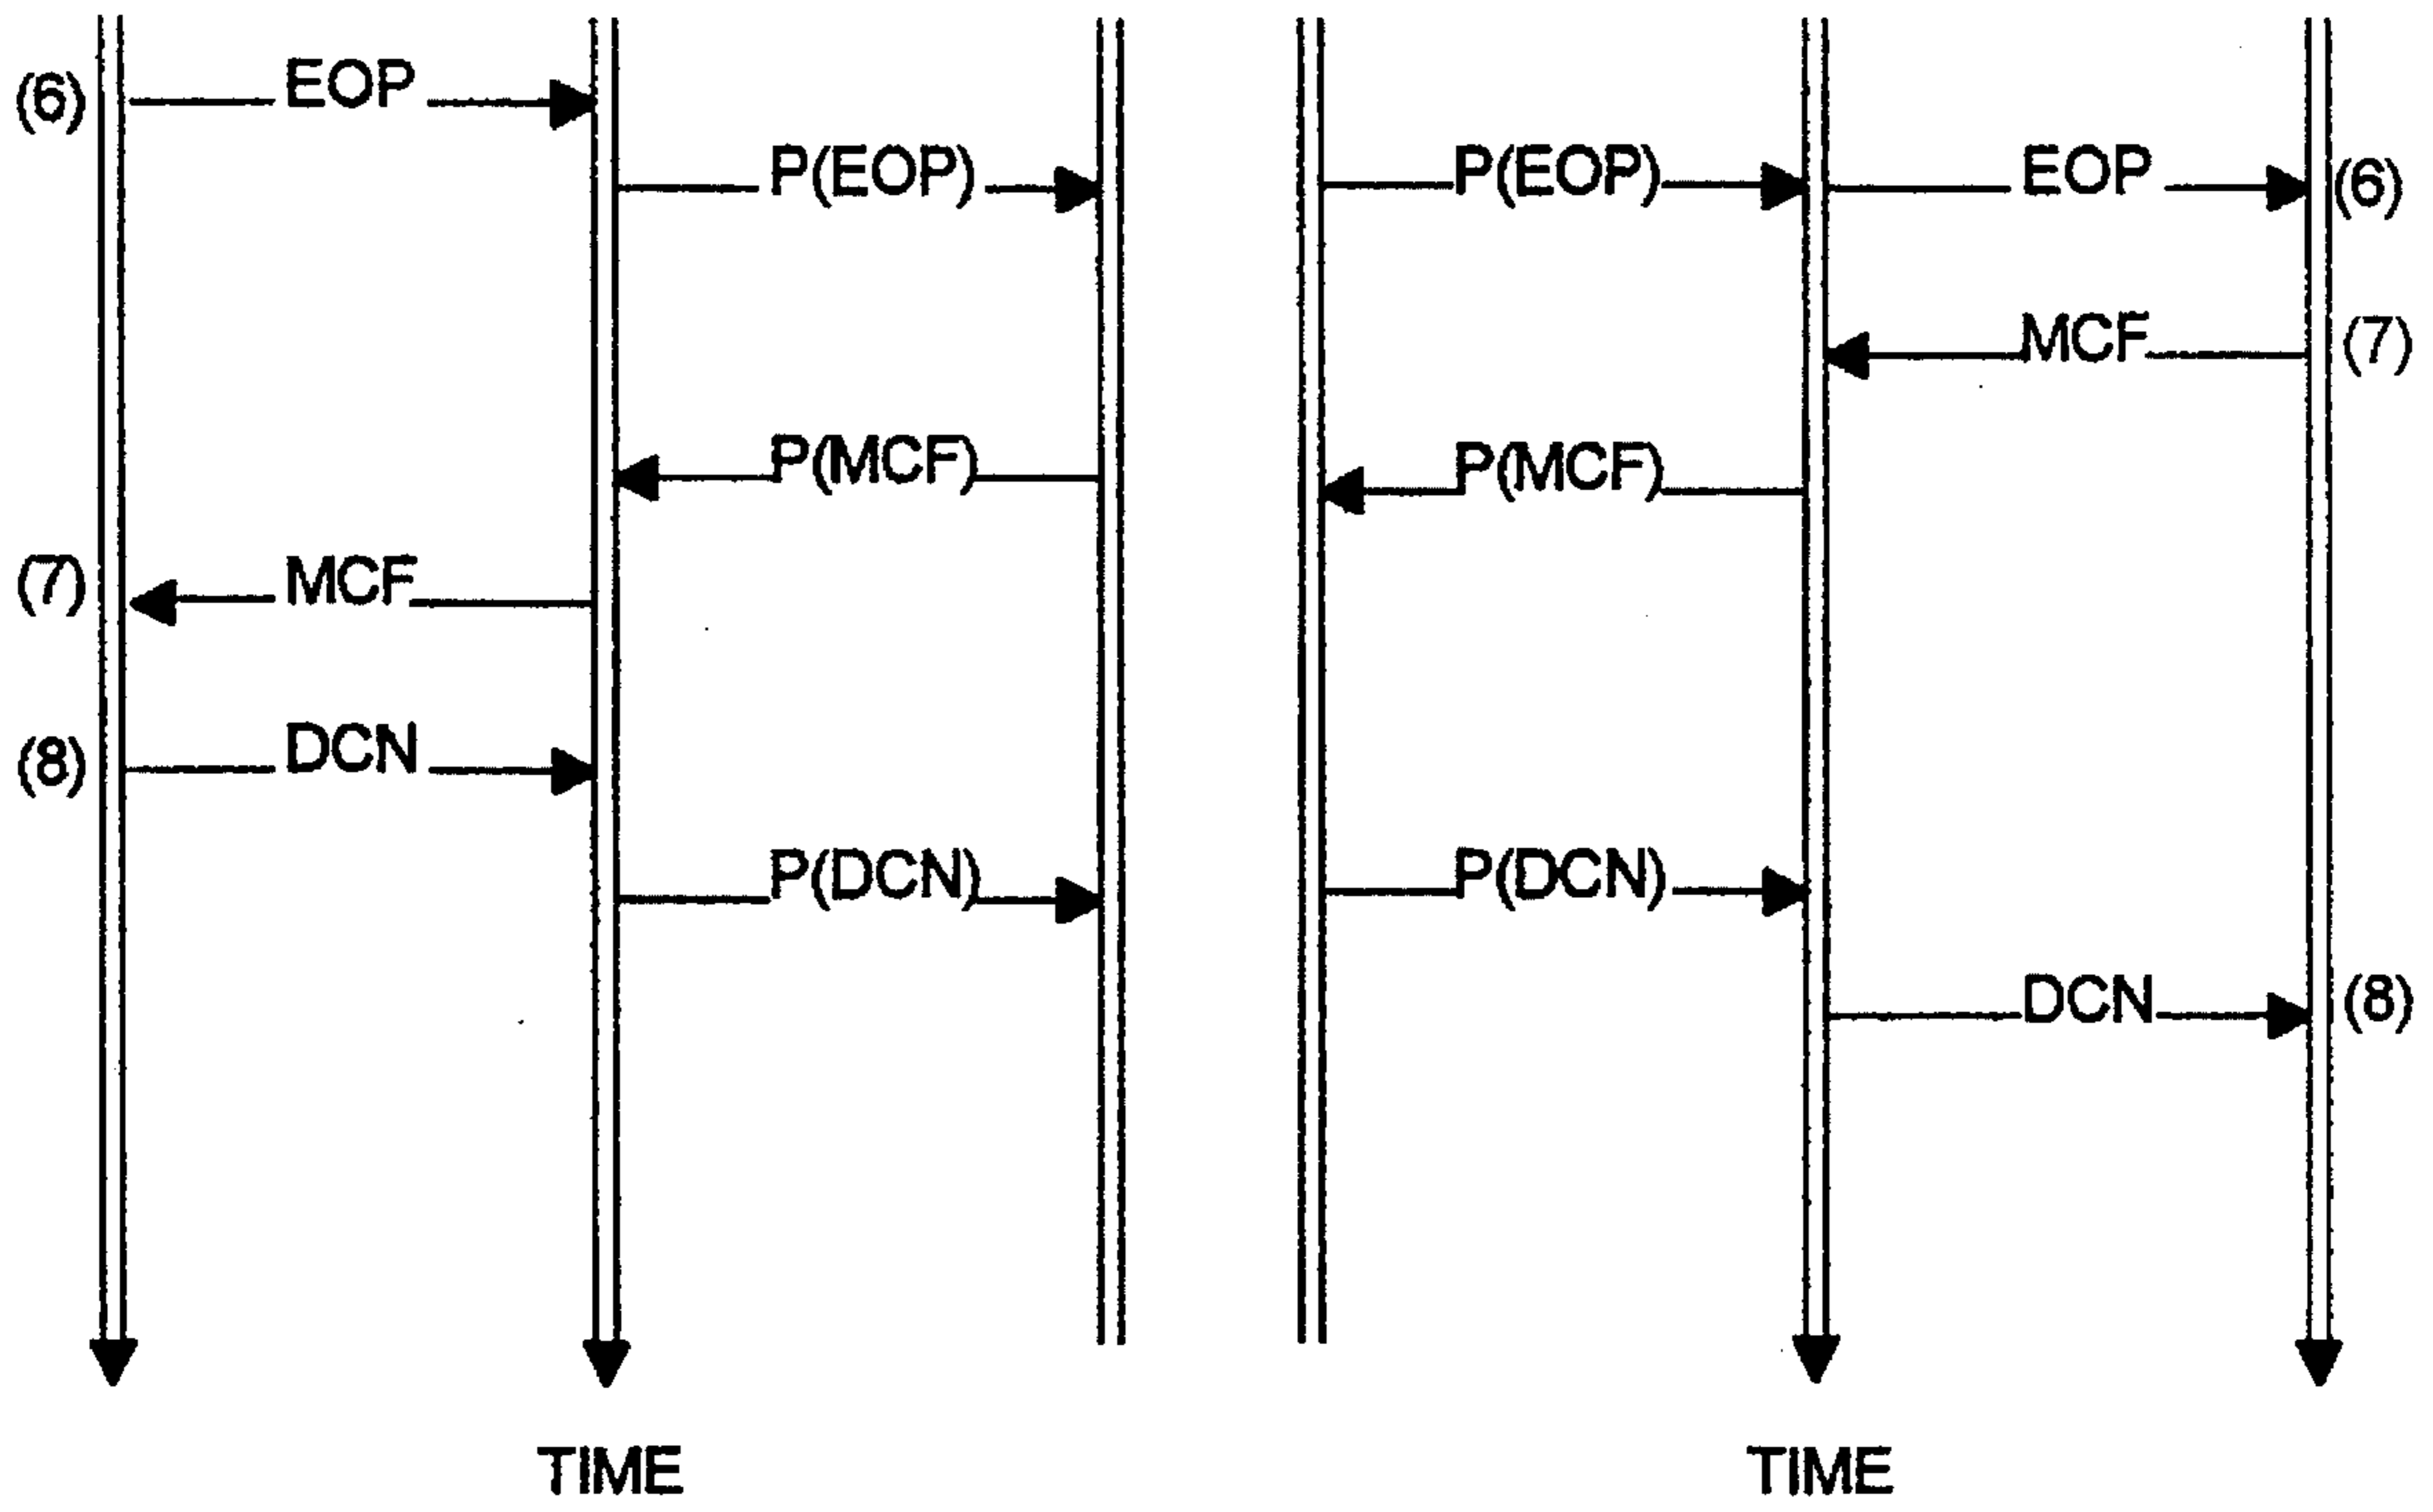 (6) EOP
P(EOP) P(EOP) EOP (6)
MCF (7)
P(MCF) P(MCF)
(7) MCF
(8) DCN
P(DCN) P(DCN)
DCN (8)
TIME TIME